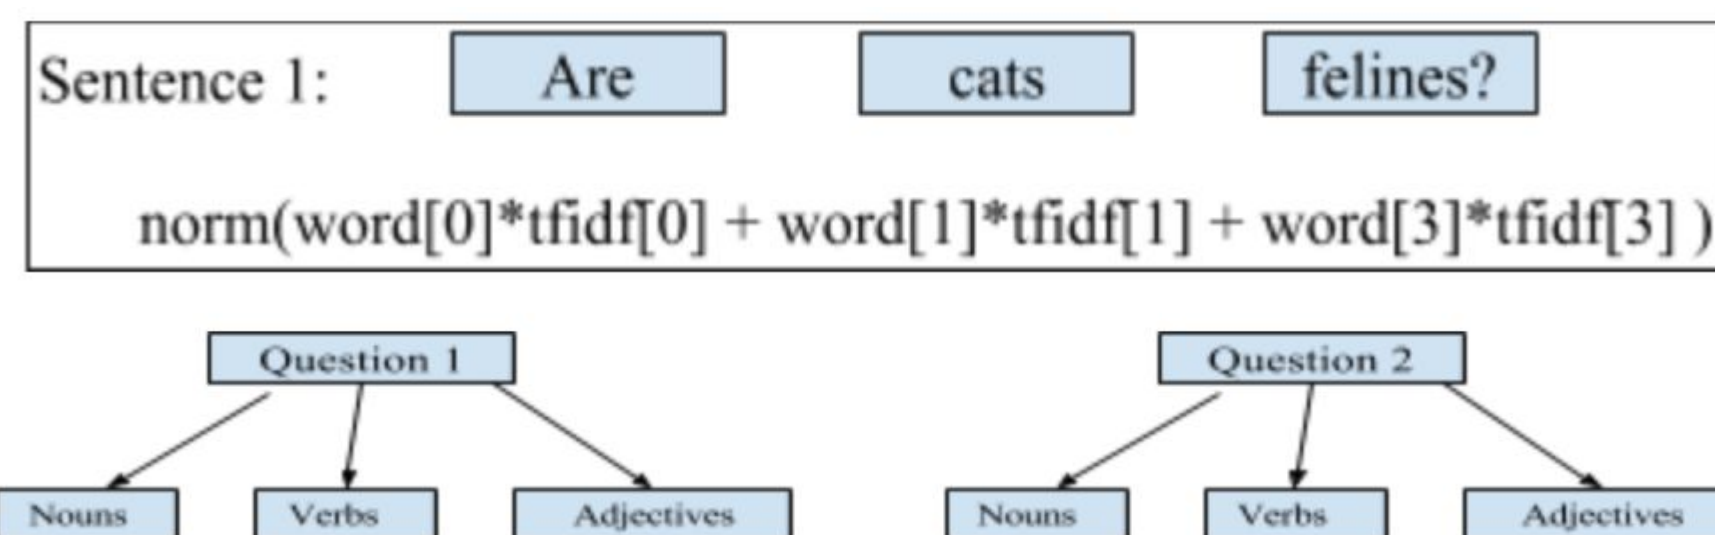 Sentence 1: Are cats felines?
norm(word[0]*tfidf[0] + word[1]*tfidf[1] + word[3]*tfidf[3] )
Question 1 Question 2
Nouns Verbs Adjectives Nouns Verbs Adjectives